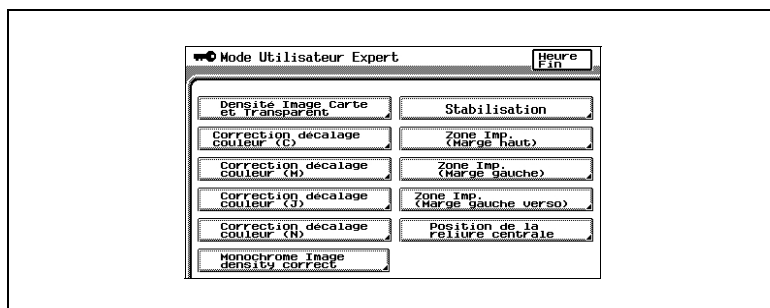 Mode Utilisateur Expert
Heure
Fin
Densité Image Carte
et Transparent
Correction décalage
couleur (C)
Correction décalage
couleur (M)
Correction décalage
couleur (J)
Correction décalage
couleur (N)
Monochrome Image
density correct
Stabilisation
Zone Imp.
(Marge haut)
Zone Imp.
(Marge gauche)
Zone Imp.
(Marge gauche verso)
Position de la
reliure centrale